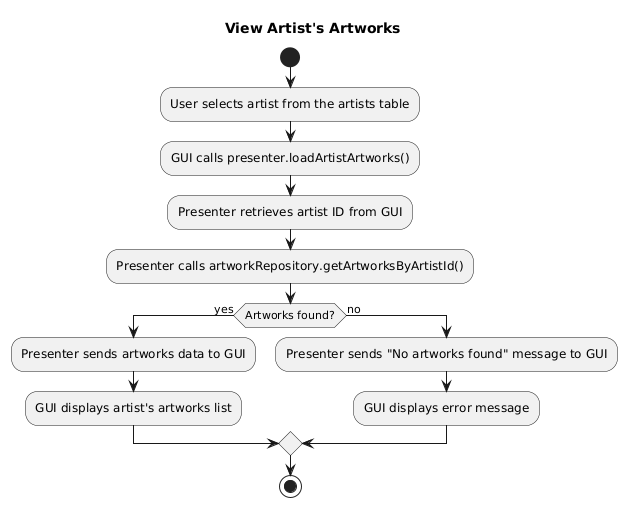 View Artist's Artworks
User selects artist from the artists table
GUI calls presenter.loadArtistArtworks()
Presenter retrieves artist ID from GUI
Presenter calls artworkRepository.getArtworksByArtistId()
yes
Artworks found?
no
Presenter sends artworks data to GUI
Presenter sends "No artworks found" message to GUI
GUI displays artist's artworks list
GUI displays error message